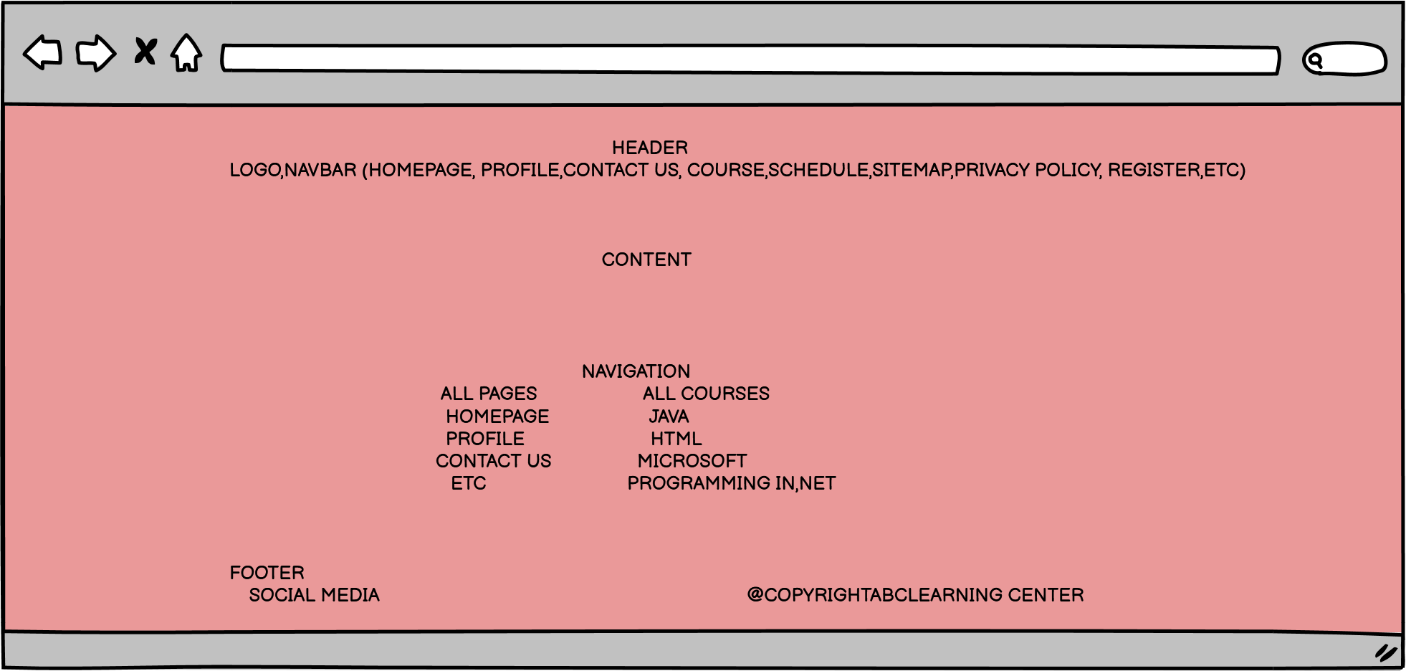 HEADER
LOGO,NAVBAR (HOMEPAGE, PROFILE,CONTACT US, COURSE,SCHEDULE,SITEMAP,PRIVACY POLICY, REGISTER,ETC)
CONTENT
NAVIGATION
ALL PAGES ALL COURSES
HOMEPAGE JAVA
PROFILE HTML
CONTACT US MICROSOFT
ETC PROGRAMMING IN,NET
FOOTER
SOCIAL MEDIA @COPYRIGHTABCLEARNING CENTER